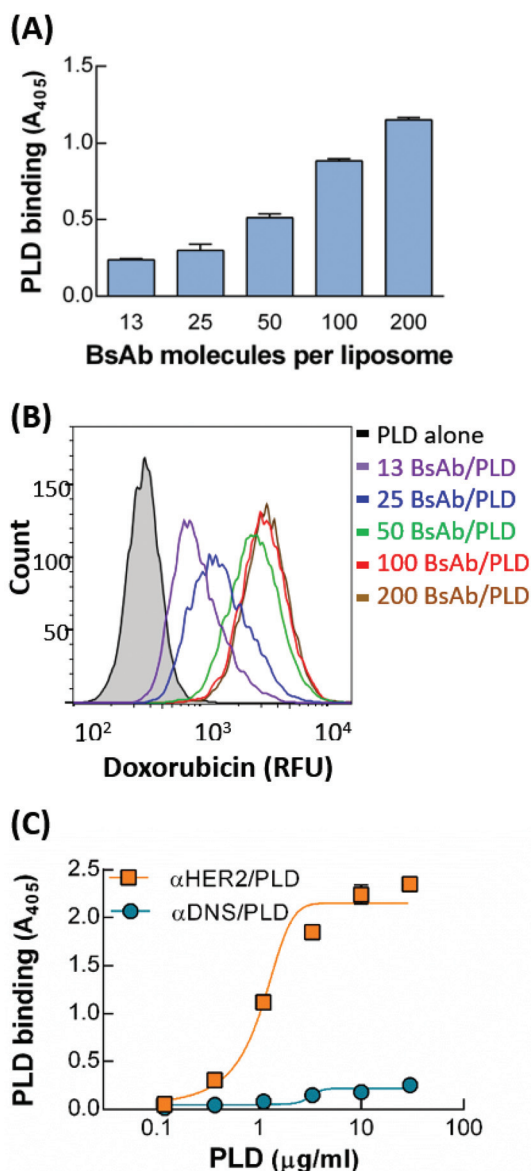 (A)
PLD binding (A405)
1.5
1.0
0.5
0.0
13 25 50 100 200
BsAb molecules per liposome
(B)
Count
150
100
50
10² 10³ 10⁴
Doxorubicin (RFU)
PLD alone
13 BsAb/PLD
25 BsAb/PLD
50 BsAb/PLD
100 BsAb/PLD
200 BsAb/PLD
(C)
PLD binding (A405)
2.5
2.0
1.5
1.0
0.5
0.0
αHER2/PLD
αDNS/PLD
0.1 1 10 100
PLD (μg/ml)